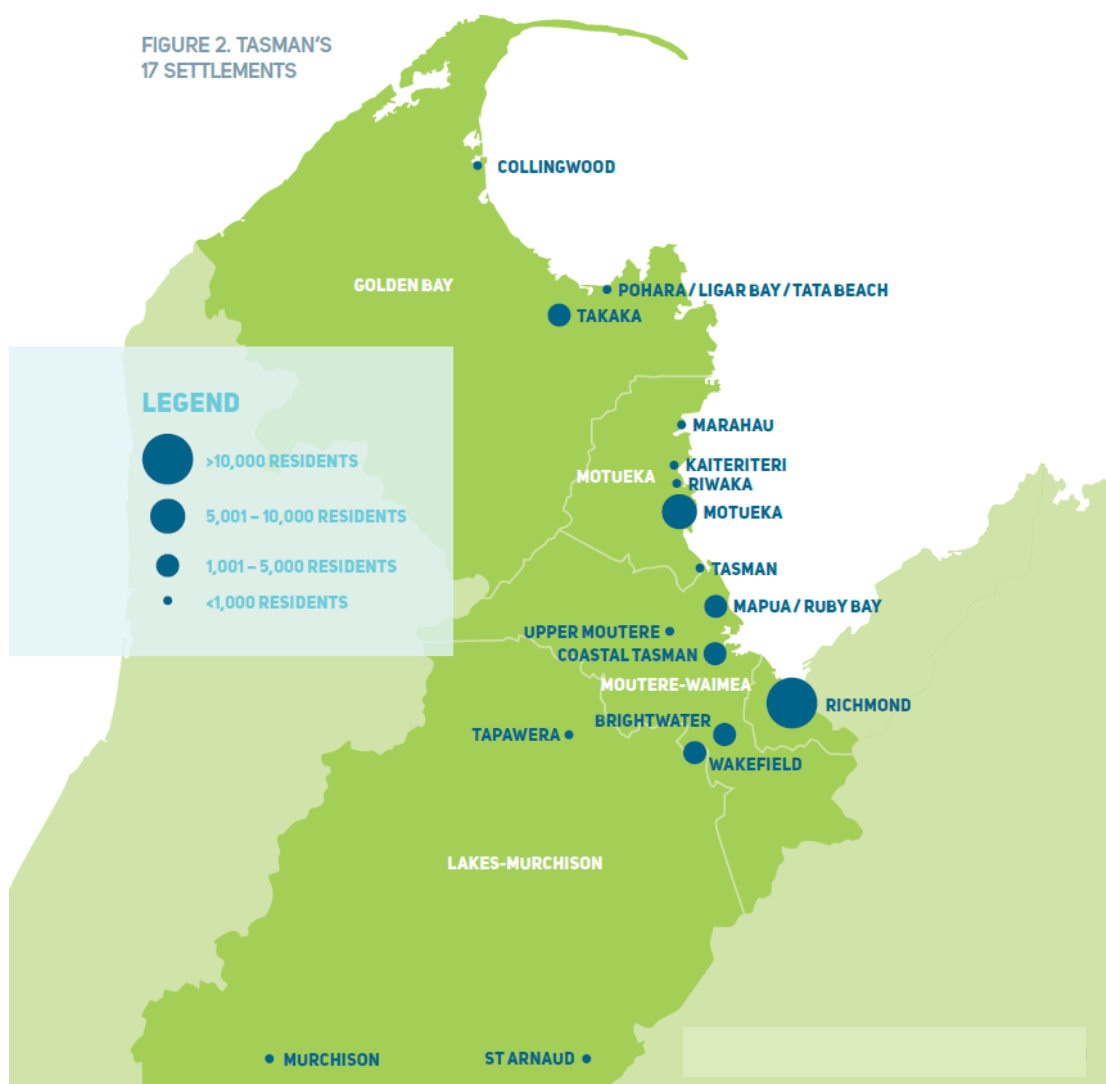 FIGURE 2. TASMAN'S
17 SETTLEMENTS
COLLINGWOOD
GOLDEN BAY
POHARA / LIGAR BAY / TATA BEACH
TAKAKA
LEGEND
>10,000 RESIDENTS
5,001 – 10,000 RESIDENTS
1,001 – 5,000 RESIDENTS
<1,000 RESIDENTS
MARAHAU
KAITERITERI
MOTUEKA
RIWAKA
MOTUEKA
TASMAN
MAPUA / RUBY BAY
UPPER MOUTERE
COASTAL TASMAN
MOUTERE-WAIMEA
RICHMOND
BRIGHTWATER
TAPAWERA
WAKEFIELD
LAKES-MURCHISON
MURCHISON
ST ARNAUD